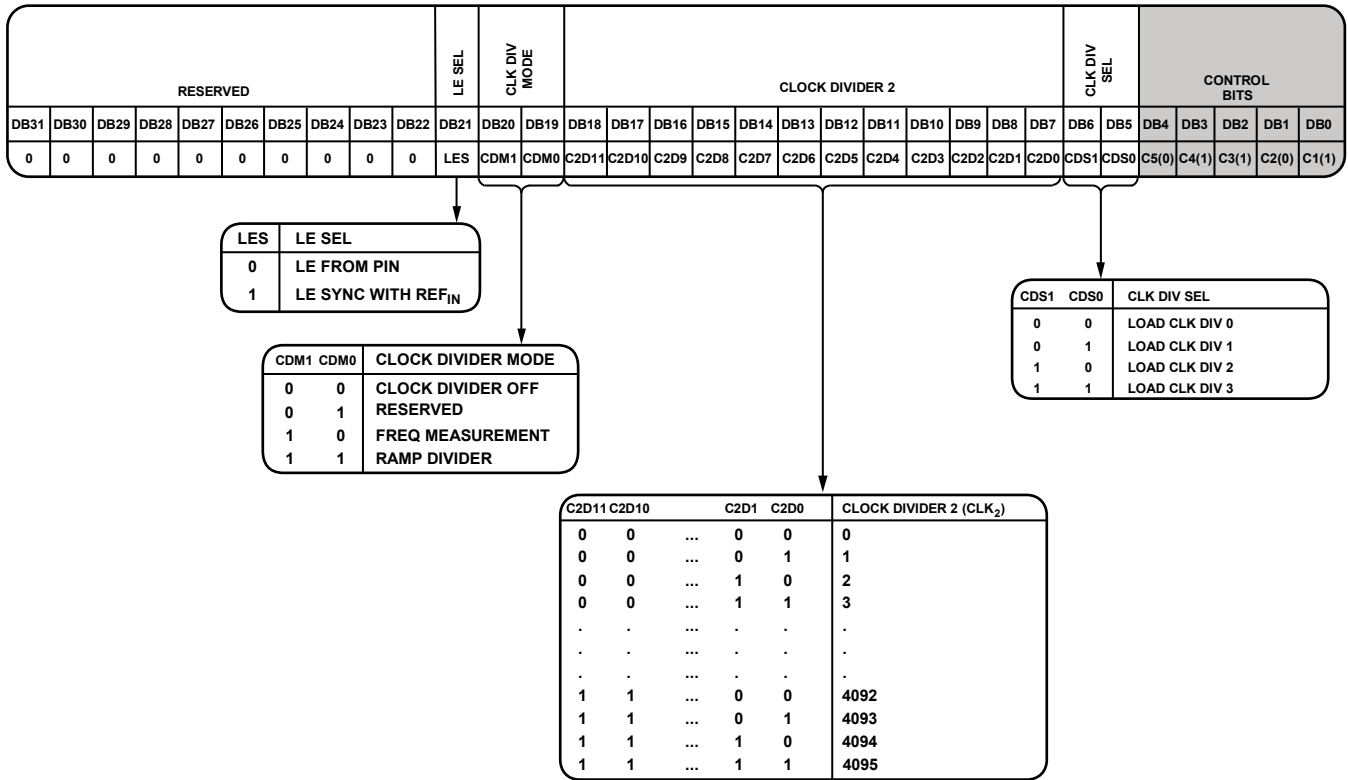 RESERVED
LE SEL
CLK DIV
MODE
CLOCK DIVIDER 2
CLK DIV
SEL
CONTROL
BITS
DB31 DB30 DB29 DB28 DB27 DB26 DB25 DB24 DB23 DB22 DB21 DB20 DB19 DB18 DB17 DB16 DB15 DB14 DB13 DB12 DB11 DB10 DB9 DB8 DB7 DB6 DB5 DB4 DB3 DB2 DB1 DB0
0 0 0 0 0 0 0 0 0 0 LES CDM1 CDM0 C2D11 C2D10 C2D9 C2D8 C2D7 C2D6 C2D5 C2D4 C2D3 C2D2 C2D1 C2D0 CDS1 CDS0 C5(0) C4(1) C3(1) C2(0) C1(1)
LES LE SEL
0 LE FROM PIN
1 LE SYNC WITH REFIN
CDM1 CDM0 CLOCK DIVIDER MODE
0 0 CLOCK DIVIDER OFF
0 1 RESERVED
1 0 FREQ MEASUREMENT
1 1 RAMP DIVIDER
CDS1 CDS0 CLK DIV SEL
0 0 LOAD CLK DIV 0
0 1 LOAD CLK DIV 1
1 0 LOAD CLK DIV 2
1 1 LOAD CLK DIV 3
C2D11 C2D10 C2D1 C2D0 CLOCK DIVIDER 2 (CLK2)
0 0 ... 0 0 0
0 0 ... 0 1 1
0 0 ... 1 0 2
0 0 ... 1 1 3
. . ... . . .
. . ... . . .
. . ... . . .
1 1 ... 0 0 4092
1 1 ... 0 1 4093
1 1 ... 1 0 4094
1 1 ... 1 1 4095